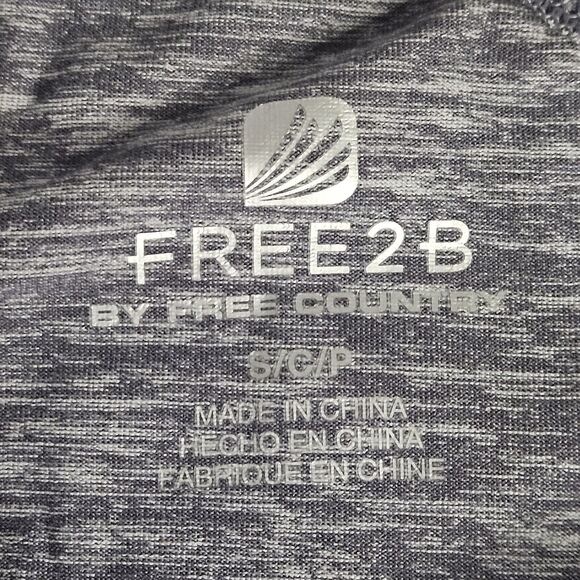 FREE2B
BY FREE COUNTRY
S/C/P
MADE IN CHINA
HECHO EN CHINA
FABRIQUE EN CHINE